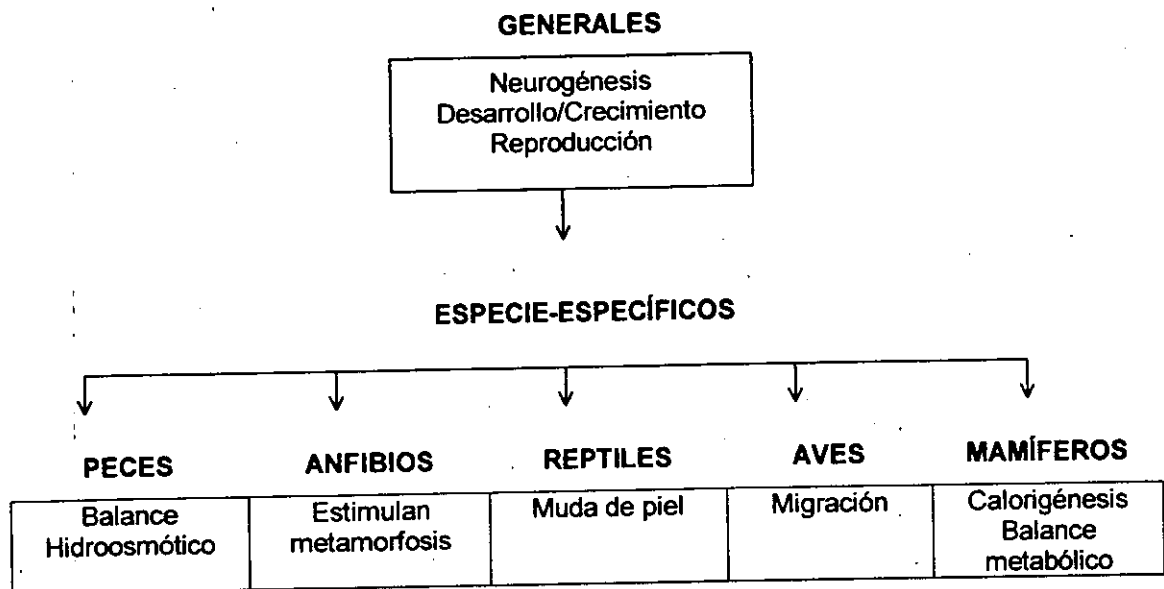 GENERALES
Neurogénesis
Desarrollo/Crecimiento
Reproducción
ESPECIE-ESPECÍFICOS
PECES
ANFIBIOS
REPTILES
AVES
MAMÍFEROS
Balance
Hidroosmótico
Estimulan
metamorfosis
Muda de piel
Migración
Calorigénesis
Balance
metabólico